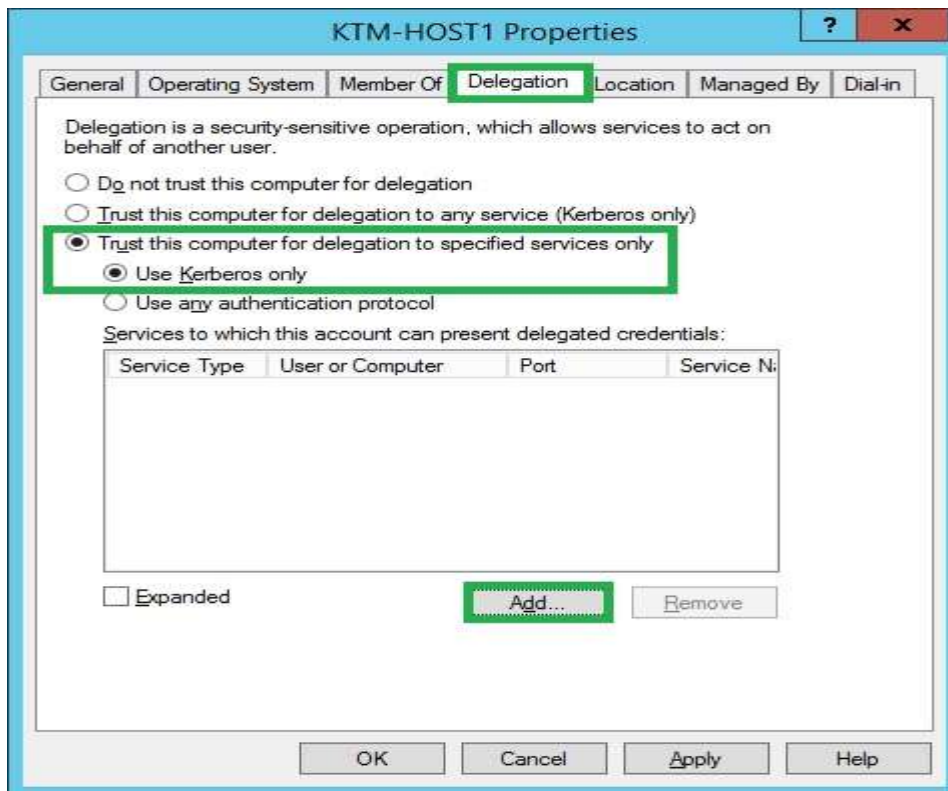 KTM-HOST1 Properties
?
x
General Operating System Member Of Delegation Location Managed By Dial-in
Delegation is a security-sensitive operation, which allows services to act on
behalf of another user.
Do not trust this computer for delegation
Trust this computer for delegation to any service (Kerberos only)
Trust this computer for delegation to specified services only
Use Kerberos only
Use any authentication protocol
Services to which this account can present delegated credentials:
Service Type User or Computer Port Service Na
Expanded Add... Remove
OK Cancel Apply Help